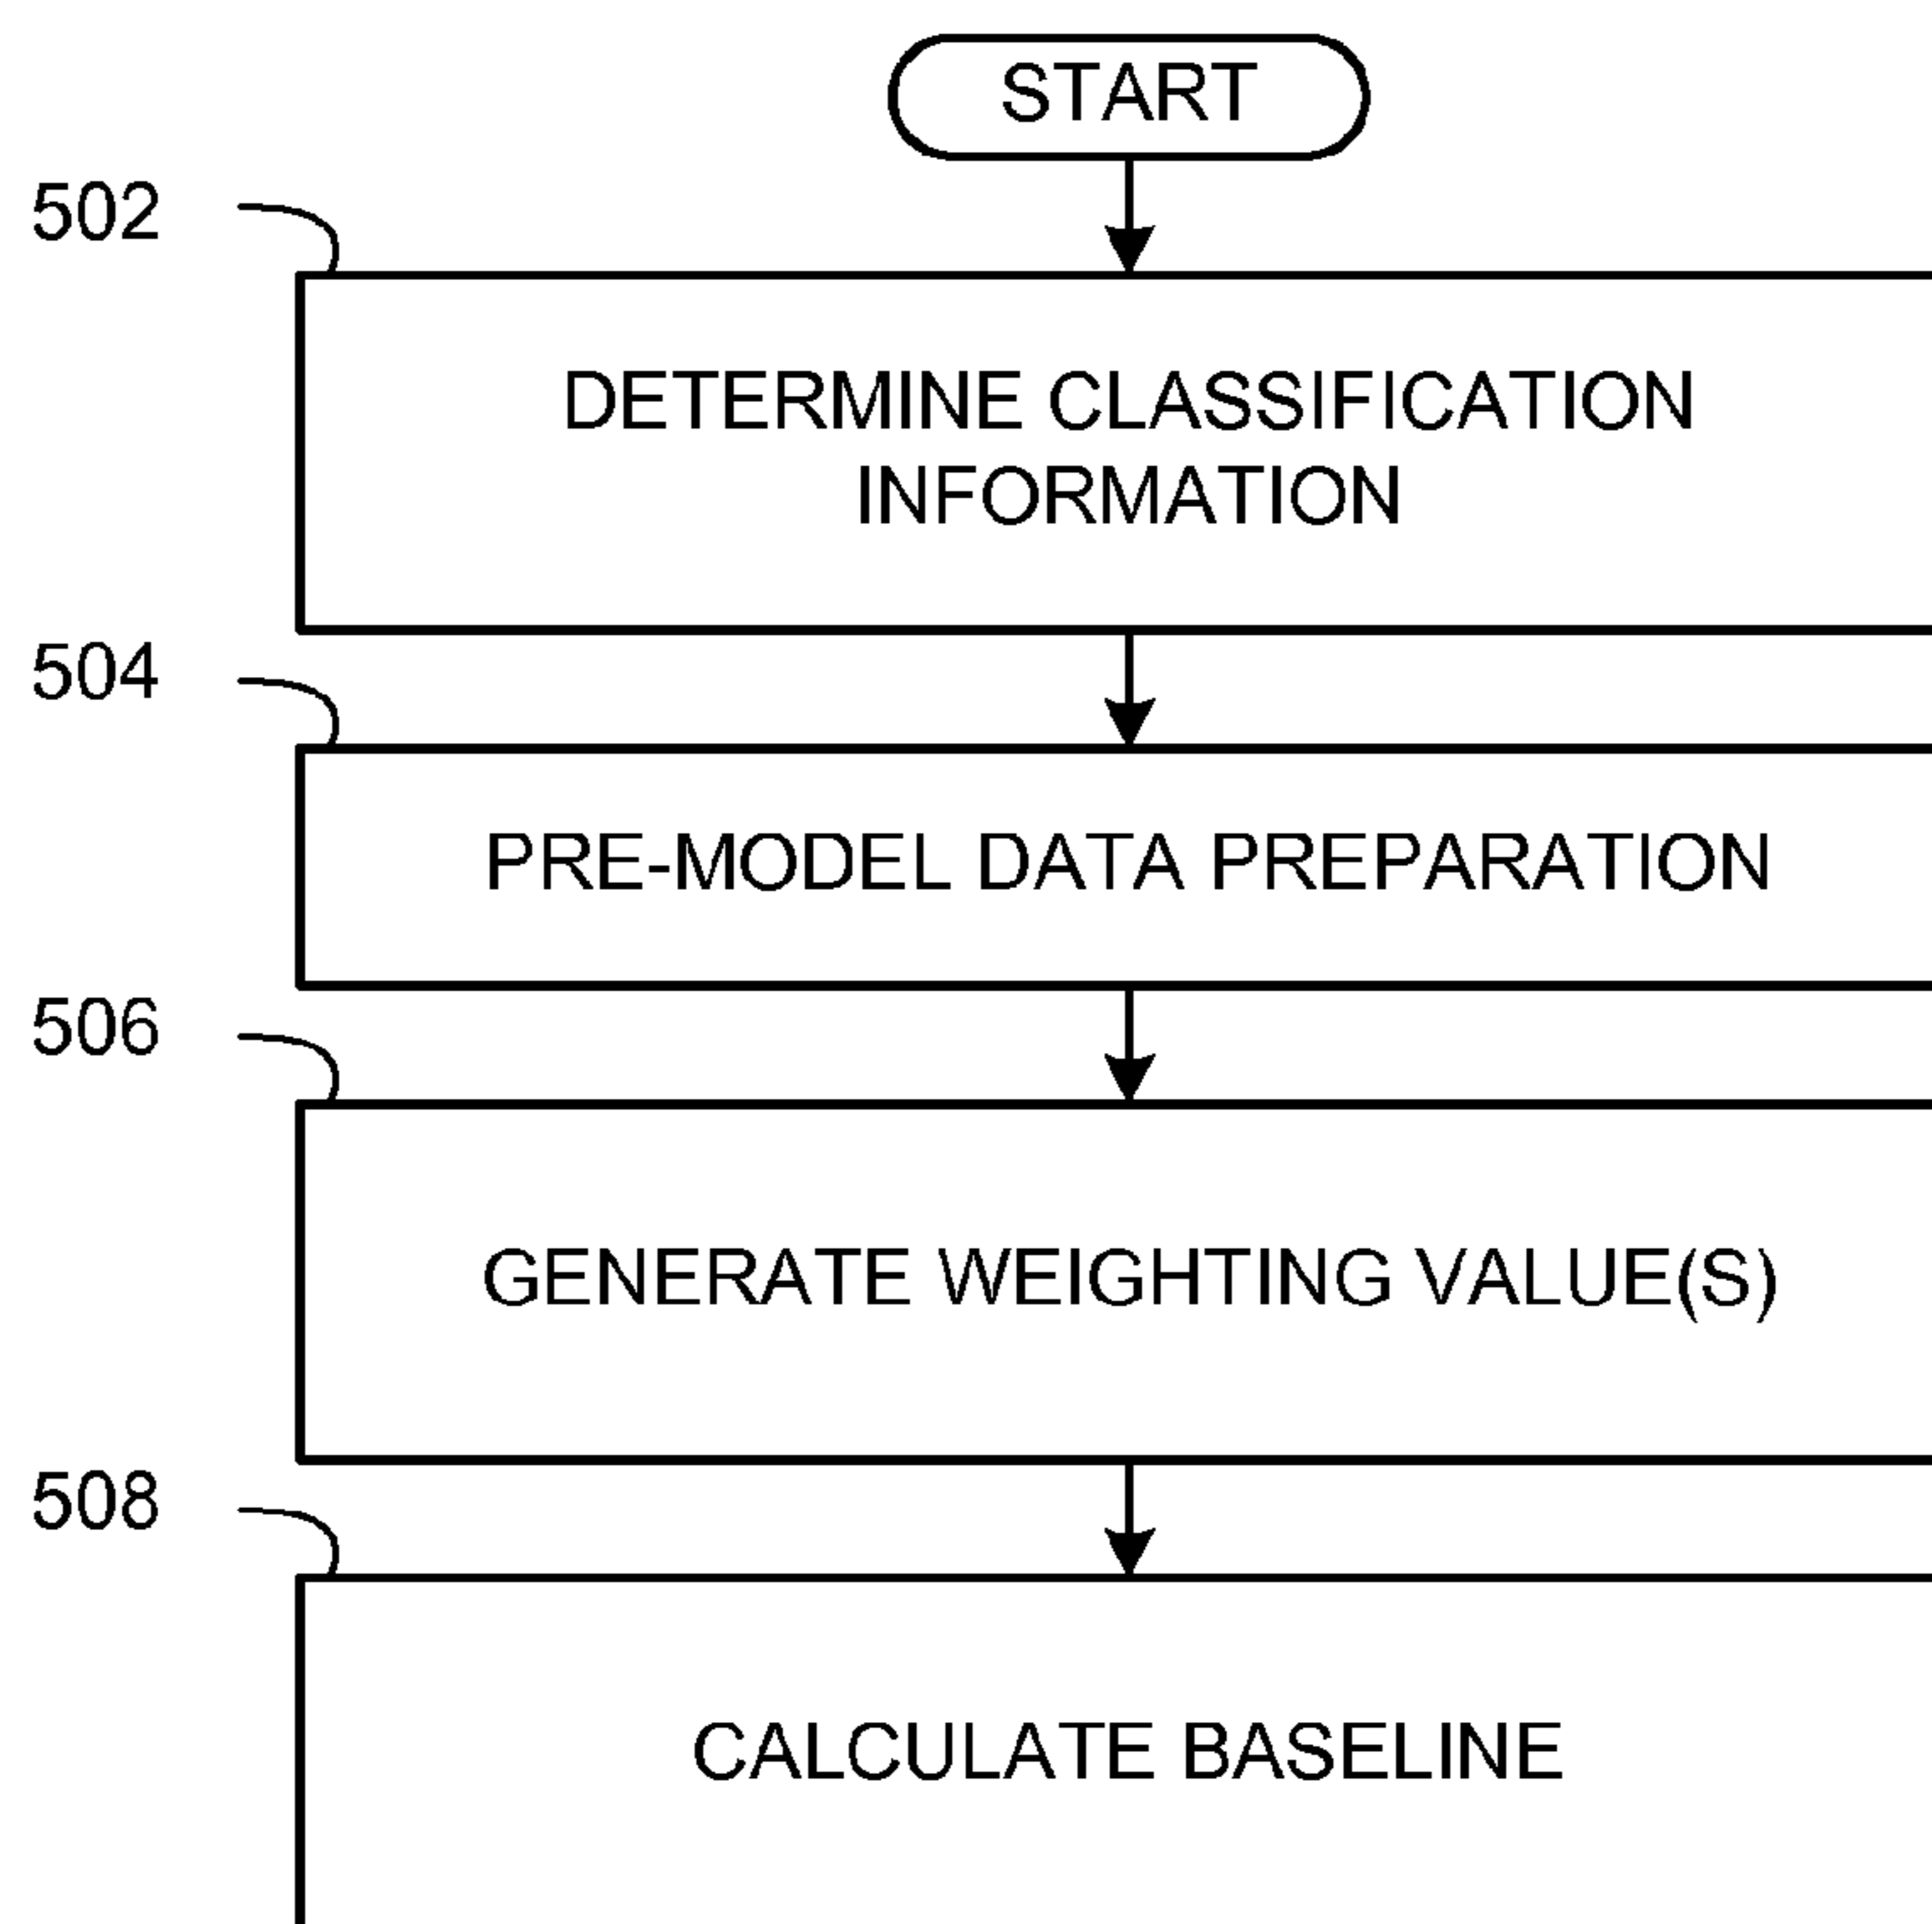 START
502
DETERMINE CLASSIFICATION
INFORMATION
504
PRE-MODEL DATA PREPARATION
506
GENERATE WEIGHTING VALUE(S)
508
CALCULATE BASELINE